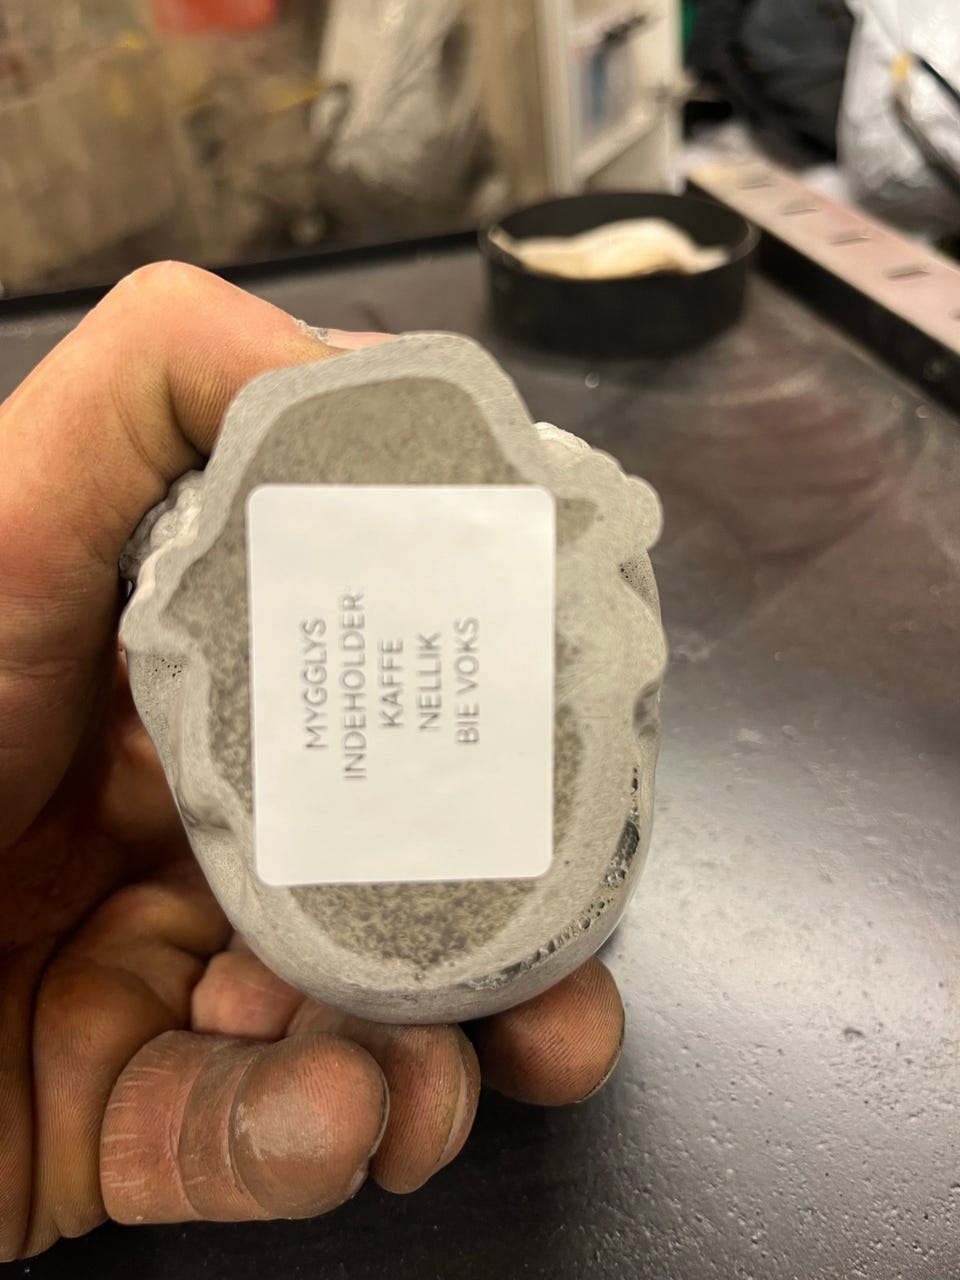 MYGGLYS
INDEHOLDER
KAFFE
NELLIK
BIE VOKS